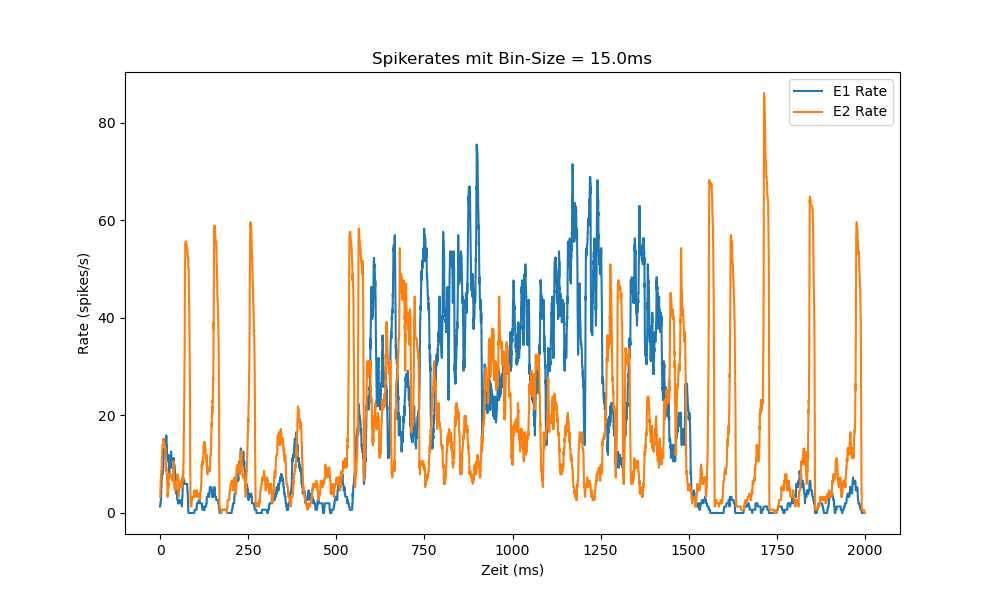 Spikerates mit Bin-Size = 15.0ms
E1 Rate
E2 Rate
Rate (spikes/s)
80
60
40
20
0
0 250 500 750 1000 1250 1500 1750 2000
Zeit (ms)